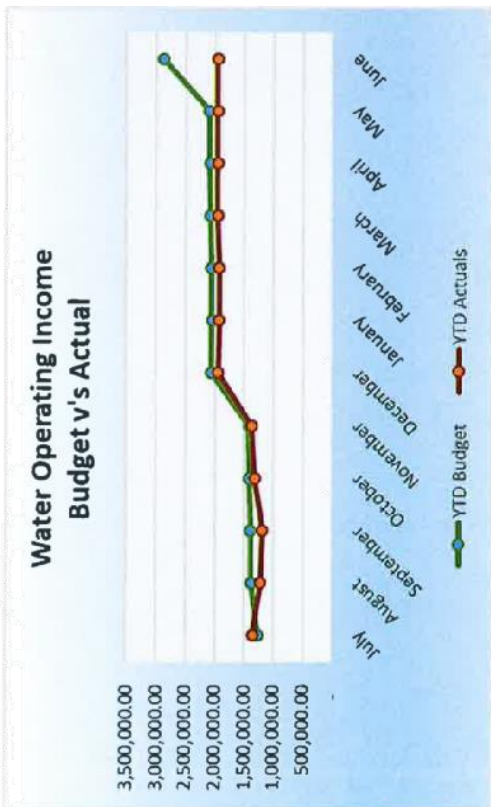 Water Operating Income
Budget v's Actual
3,500,000.00
3,000,000.00
2,500,000.00
2,000,000.00
1,500,000.00
1,000,000.00
500,000.00
July
August
September
October
November
December
January
February
March
April
May
June
YTD Budget
YTD Actuals